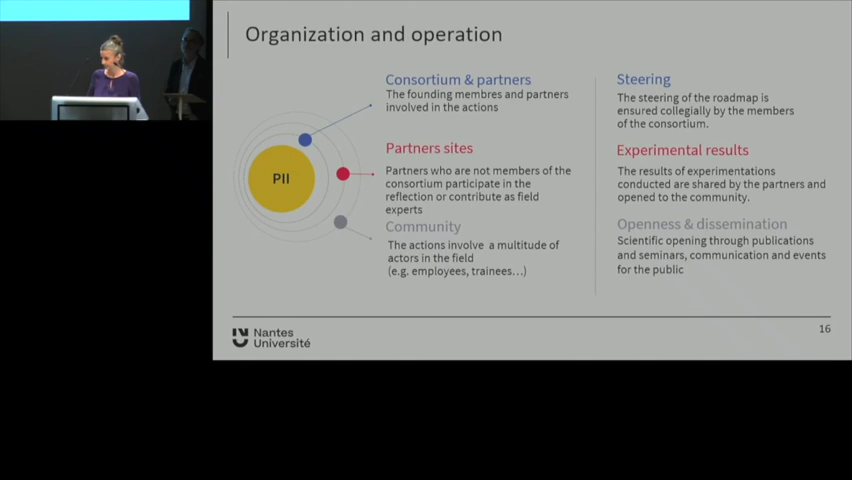 Organization and operation
Consortium & partners
The founding membres and partners
involved in the actions
PII
Partners sites
Partners who are not members of the
consortium participate in the
reflection or contribute as field
experts
Community
The actions involve a multitude of
actors in the field
(e.g. employees, trainees...)
Steering
The steering of the roadmap is
ensured collegially by the members
of the consortium.
Experimental results
The results of experimentations
conducted are shared by the partners and
opened to the community.
Openness & dissemination
Scientific opening through publications
and seminars, communication and events
for the public
Nantes
Université
16